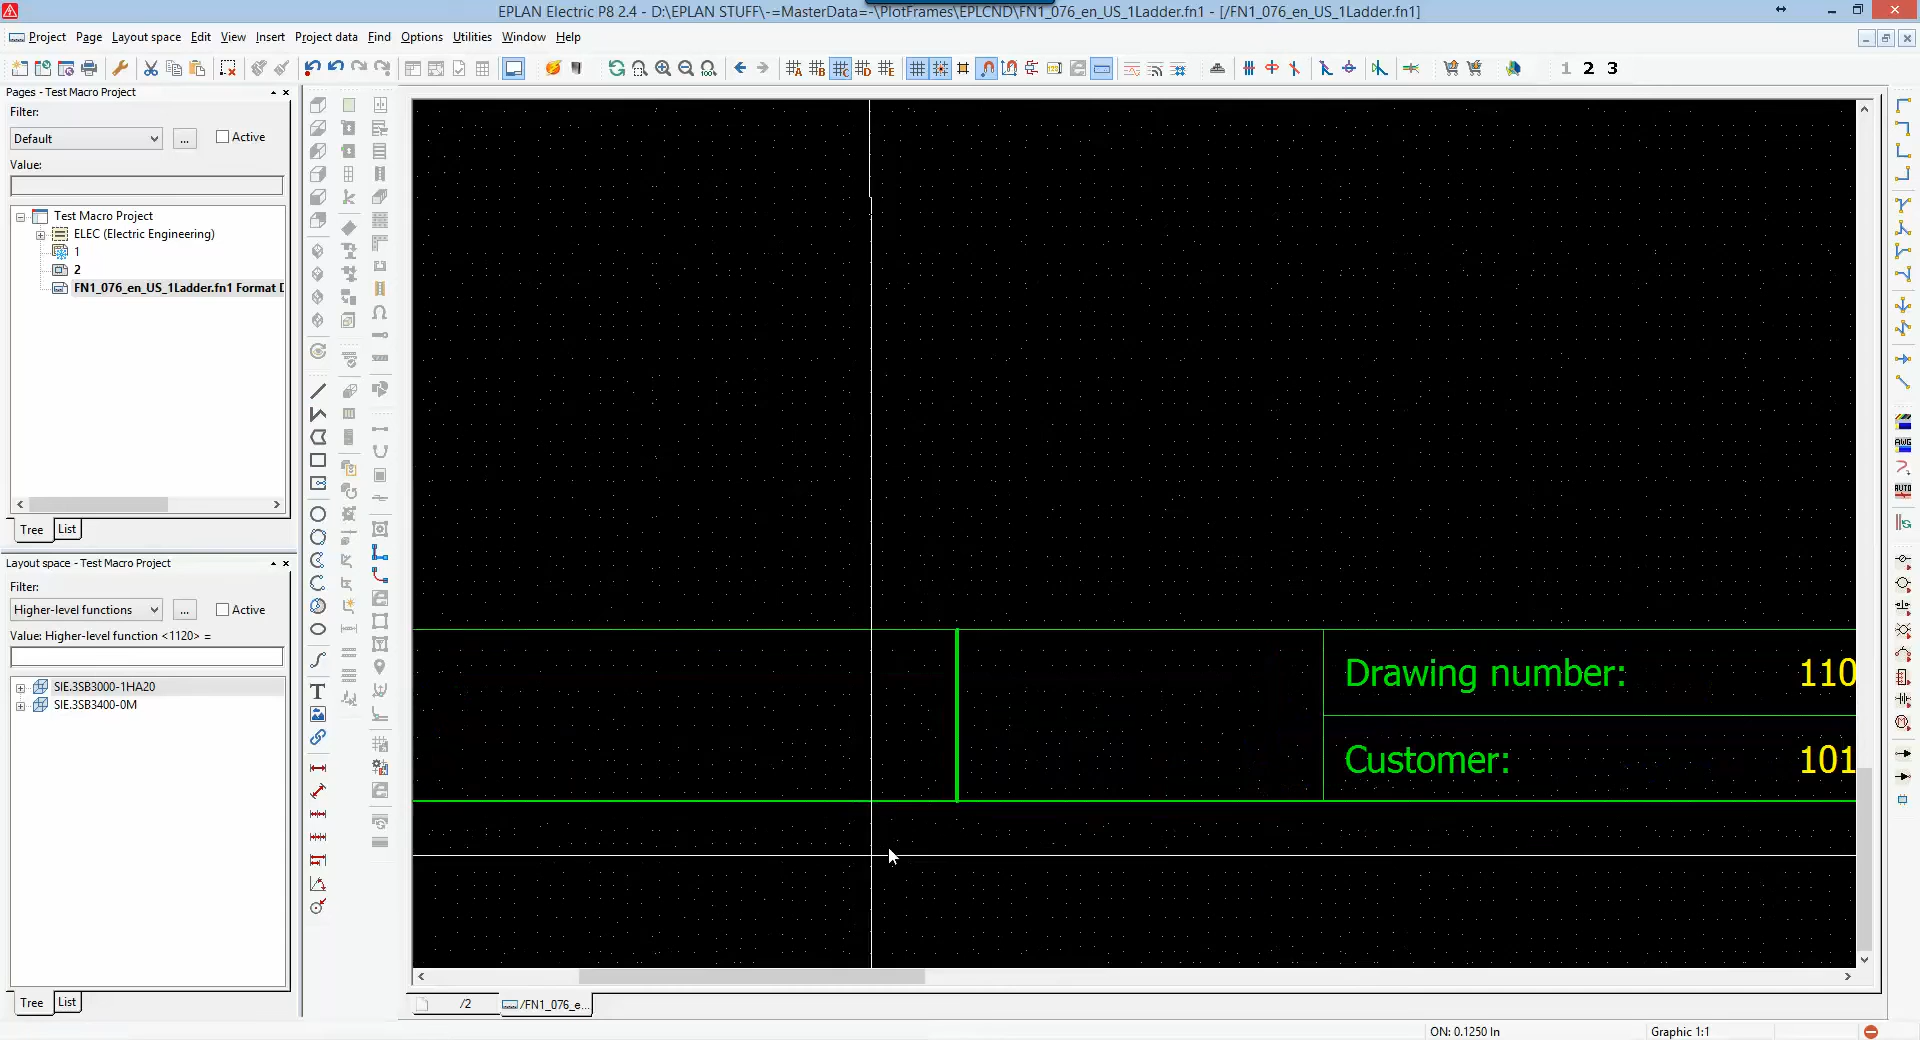 EPLAN Electric P8 2.4 - D:\EPLAN STUFF\-=MasterData=-\PlotFrames\EPLCND\FN1_076_en_US_1Ladder.fn1 - [/FN1_076_en_US_1Ladder.fn1]
Project Page Layout space Edit View Insert Project data Find Options Utilities Window Help
A B C D E 1 2 3
Pages - Test Macro Project
Filter:
Default ... Active
Value:
Test Macro Project
ELEC (Electric Engineering)
1
2
FN1_076_en_US_1Ladder.fn1 Format D
Tree List
Layout space - Test Macro Project
Filter:
Higher-level functions ... Active
Value: Higher-level function <1120> =
SIE.3SB3000-1HA20
SIE.3SB3400-0M
Tree List
T
AWG
AUTO
Drawing number: 110
Customer: 101
/2 /FN1_076_e...
ON: 0.1250 In Graphic 1:1